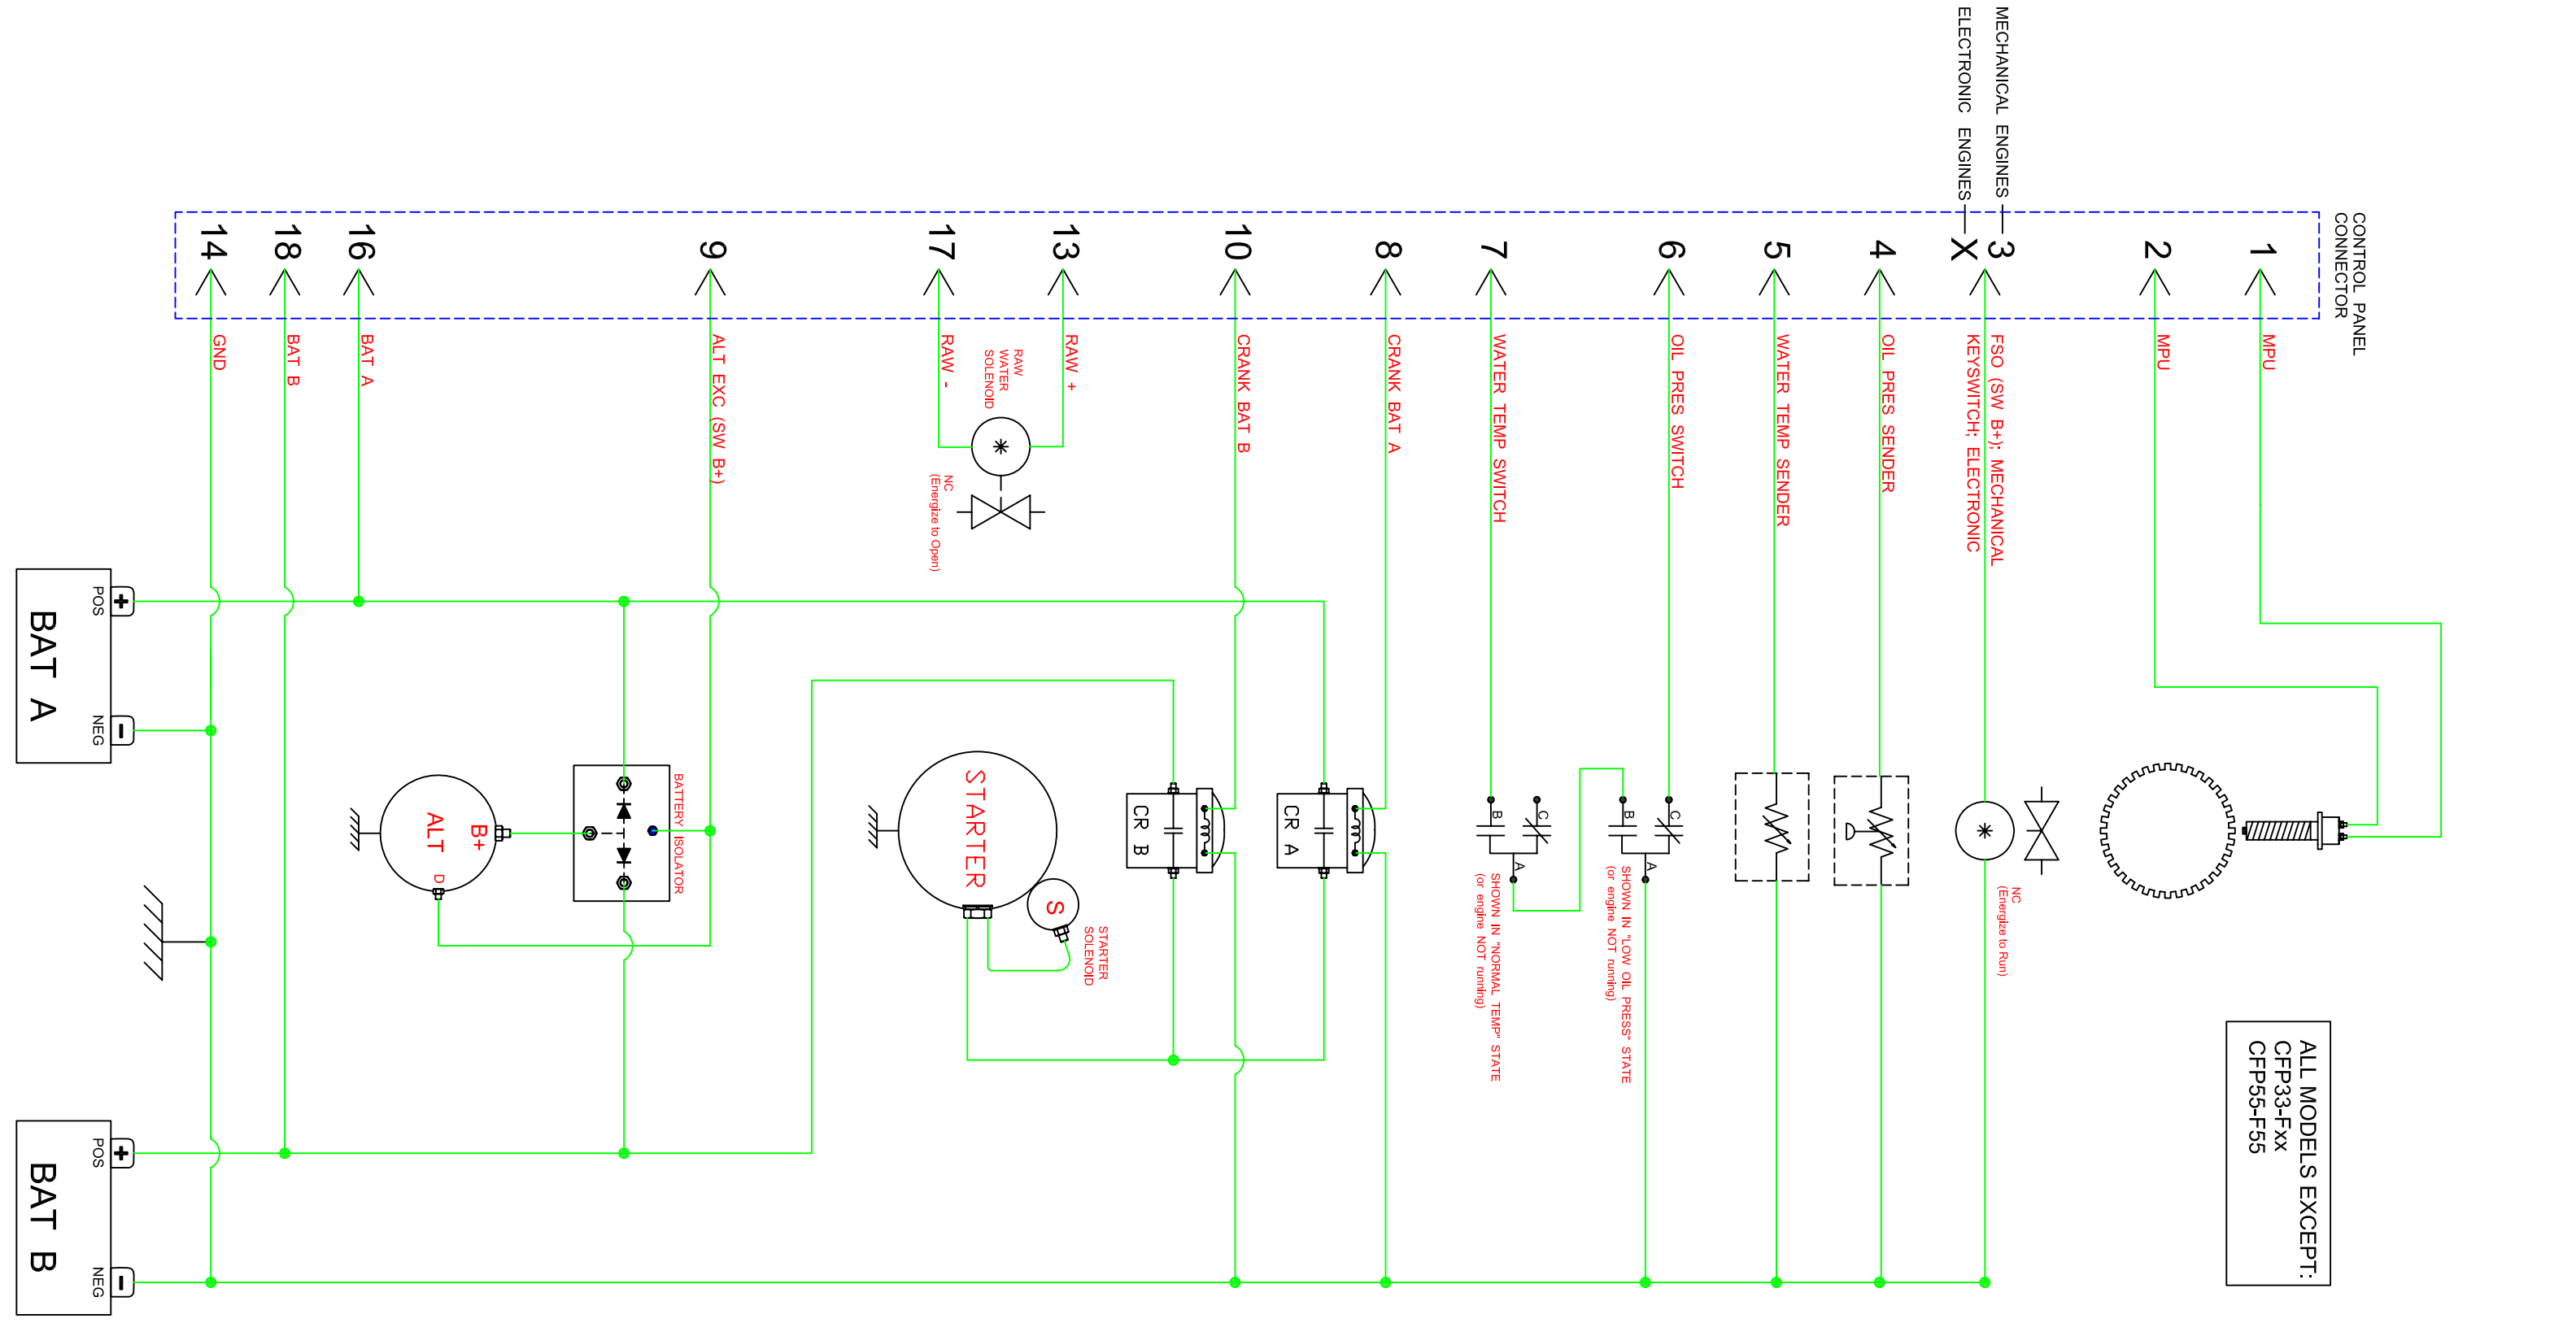 MECHANICAL ENGINES
ELECTRONIC ENGINES
CONTROL PANEL
CONNECTOR
1
2
3
X
4
5
6
7
8
10
13
17
9
16
18
14
MPU
MPU
FSO (SW B+); MECHANICAL
KEYSWITCH; ELECTRONIC
OIL PRES SENDER
WATER TEMP SENDER
OIL PRES SWITCH
WATER TEMP SWITCH
CRANK BAT A
CRANK BAT B
RAW +
RAW -
ALT EXC (SW B+)
BAT A
BAT B
GND
RAW
WATER
SOLENOID
NC
(Energize to Open)
NC
(Energize to Run)
C
B
A
SHOWN IN "LOW OIL PRESS" STATE
(or engine NOT running)
C
B
A
SHOWN IN "NORMAL TEMP" STATE
(or engine NOT running)
CR A
CR B
STARTER
S
STARTER
SOLENOID
BATTERY ISOLATOR
ALT
B+
D
POS
NEG
BAT A
POS
NEG
BAT B
ALL MODELS EXCEPT:
CFP33-Fxx
CFP55-F55